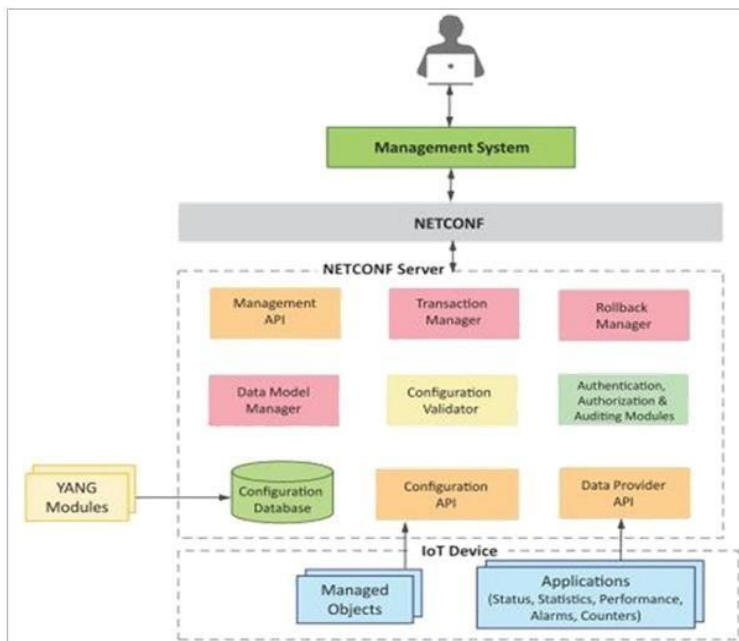 Management System
NETCONF
NETCONF Server
Management
API
Transaction
Manager
Rollback
Manager
Data Model
Manager
Configuration
Validator
Authentication,
Authorization &
Auditing Modules
YANG
Modules
Configuration
Database
Configuration
API
Data Provider
API
IoT Device
Managed
Objects
Applications
(Status, Statistics, Performance,
Alarms, Counters)